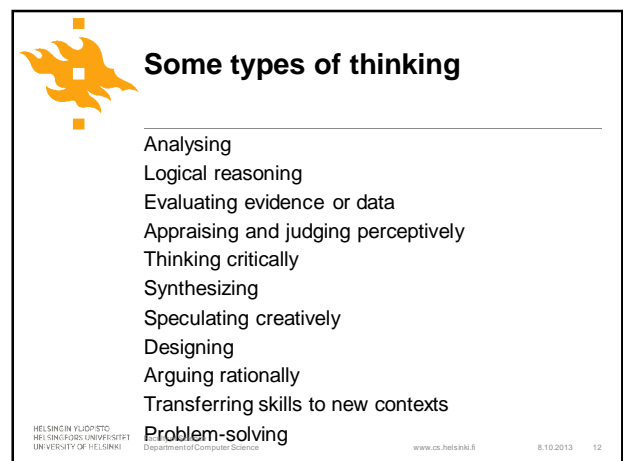 Some types of thinking
Analysing
Logical reasoning
Evaluating evidence or data
Appraising and judging perceptively
Thinking critically
Synthesizing
Speculating creatively
Designing
Arguing rationally
Transferring skills to new contexts
Problem-solving
HELSINGIN YLIOPISTO
HELSINGFORS UNIVERSITET
UNIVERSITY OF HELSINKI
Department of Computer Science
www.cs.helsinki.fi
8.10.2013
12